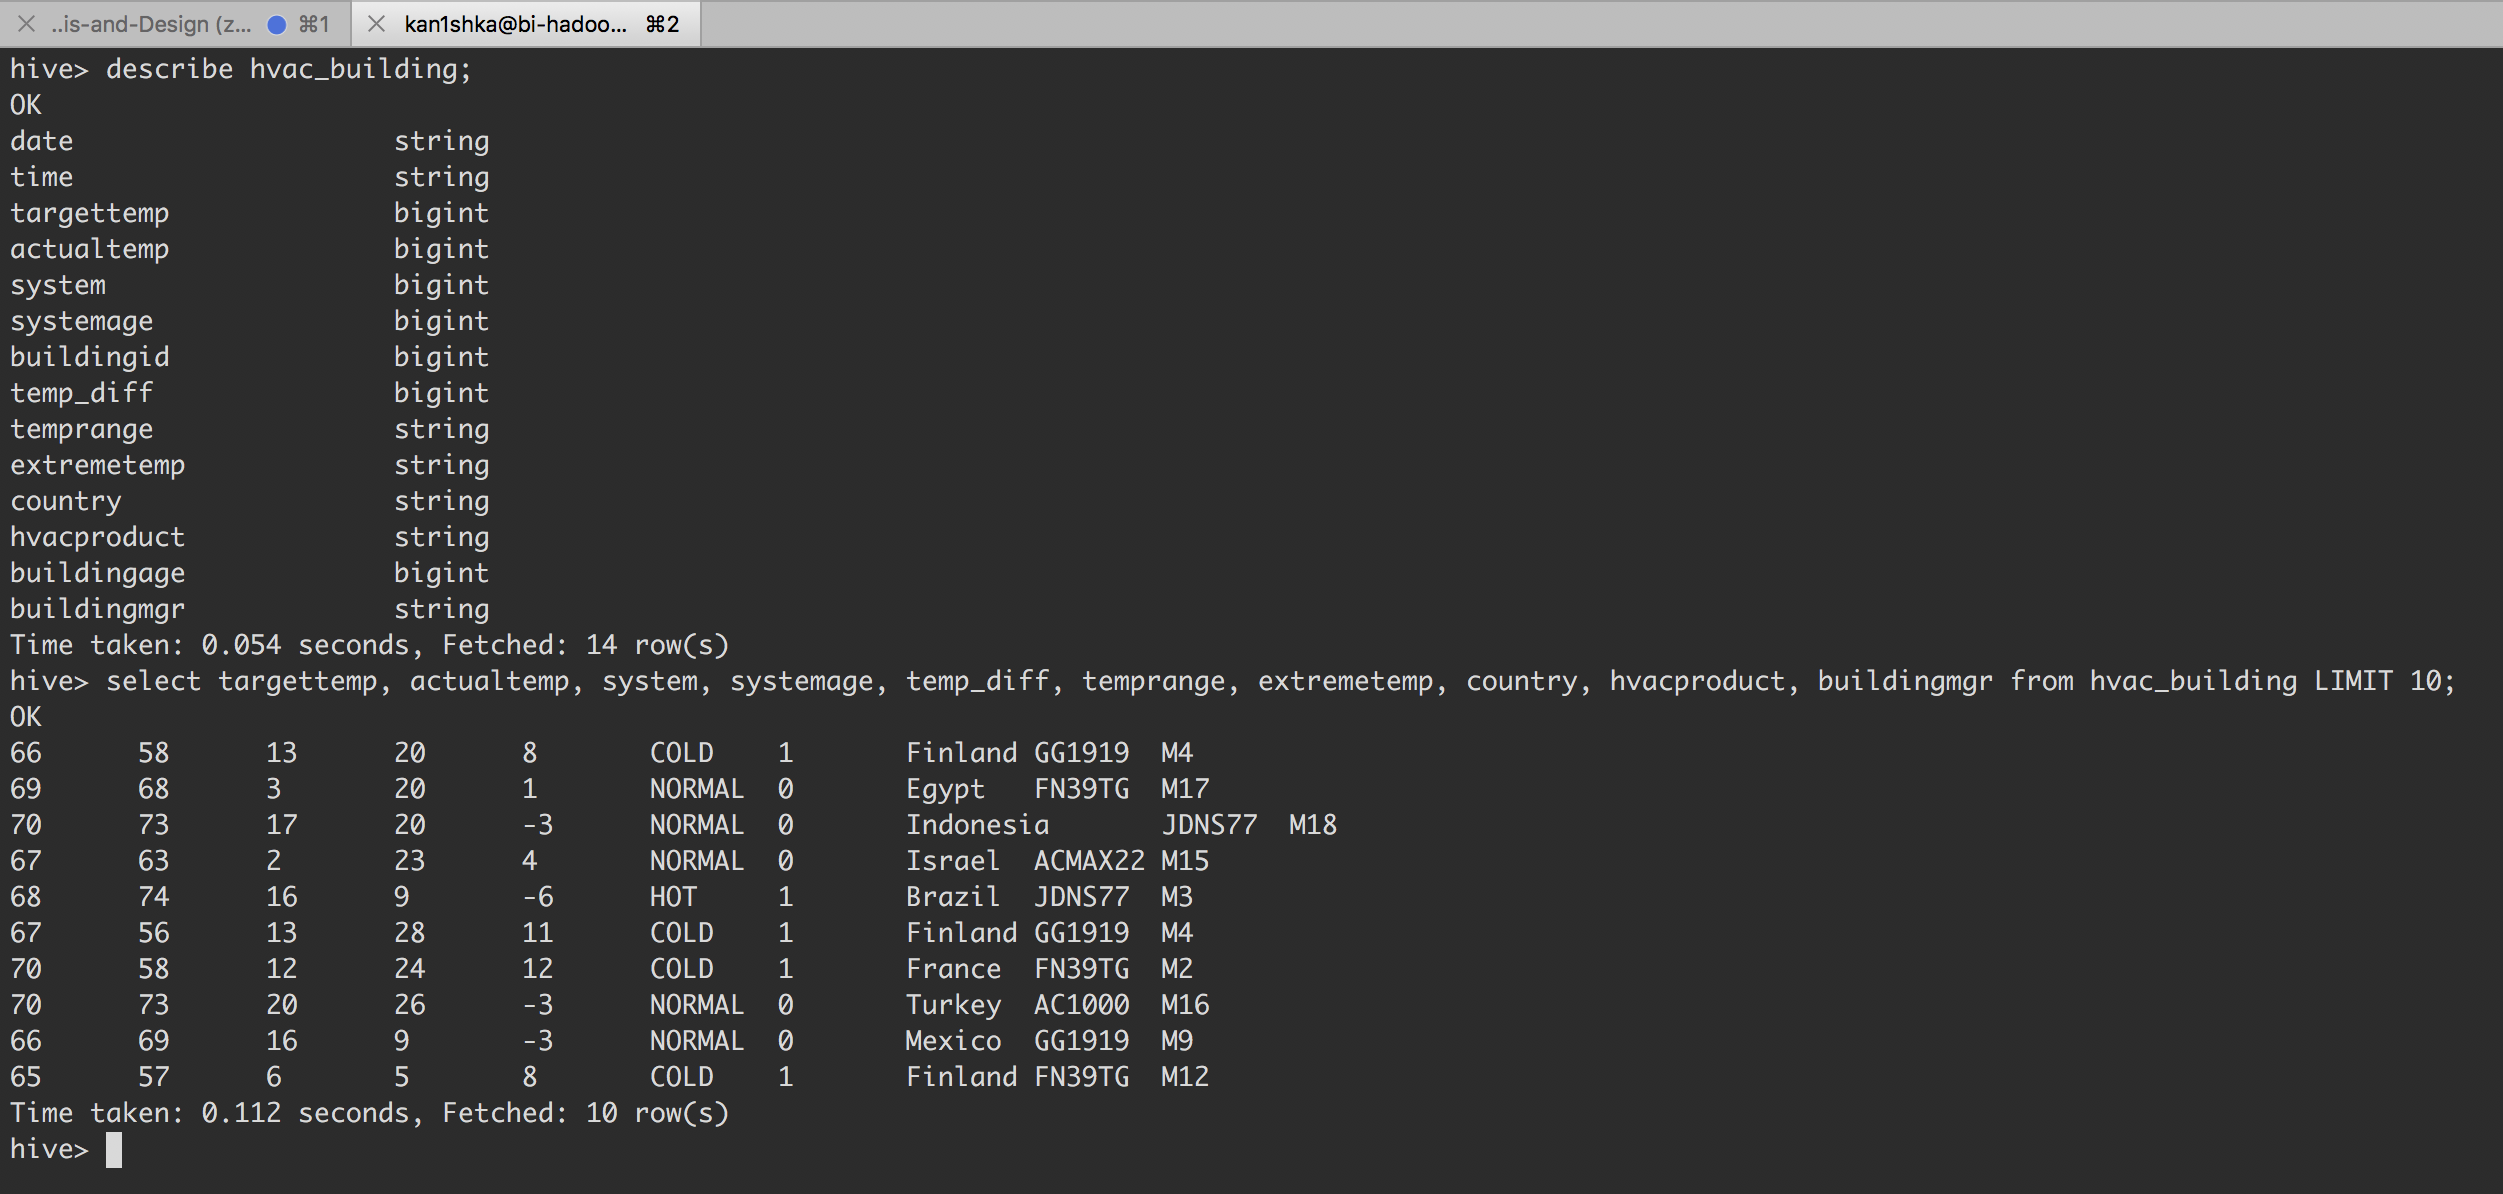 ..is-and-Design (z... ⌘1 kan1shka@bi-hadoo... ⌘2
hive> describe hvac_building;
OK
date string
time string
targettemp bigint
actualtemp bigint
system bigint
systemage bigint
buildingid bigint
temp_diff bigint
temprange string
extremetemp string
country string
hvacproduct string
buildingage bigint
buildingmgr string
Time taken: 0.054 seconds, Fetched: 14 row(s)
hive> select targettemp, actualtemp, system, systemage, temp_diff, temprange, extremetemp, country, hvacproduct, buildingmgr from hvac_building LIMIT 10;
OK
66 58 13 20 8 COLD 1 Finland GG1919 M4
69 68 3 20 1 NORMAL 0 Egypt FN39TG M17
70 73 17 20 -3 NORMAL 0 Indonesia JDNS77 M18
67 63 2 23 4 NORMAL 0 Israel ACMAX22 M15
68 74 16 9 -6 HOT 1 Brazil JDNS77 M3
67 56 13 28 11 COLD 1 Finland GG1919 M4
70 58 12 24 12 COLD 1 France FN39TG M2
70 73 20 26 -3 NORMAL 0 Turkey AC1000 M16
66 69 16 9 -3 NORMAL 0 Mexico GG1919 M9
65 57 6 5 8 COLD 1 Finland FN39TG M12
Time taken: 0.112 seconds, Fetched: 10 row(s)
hive>